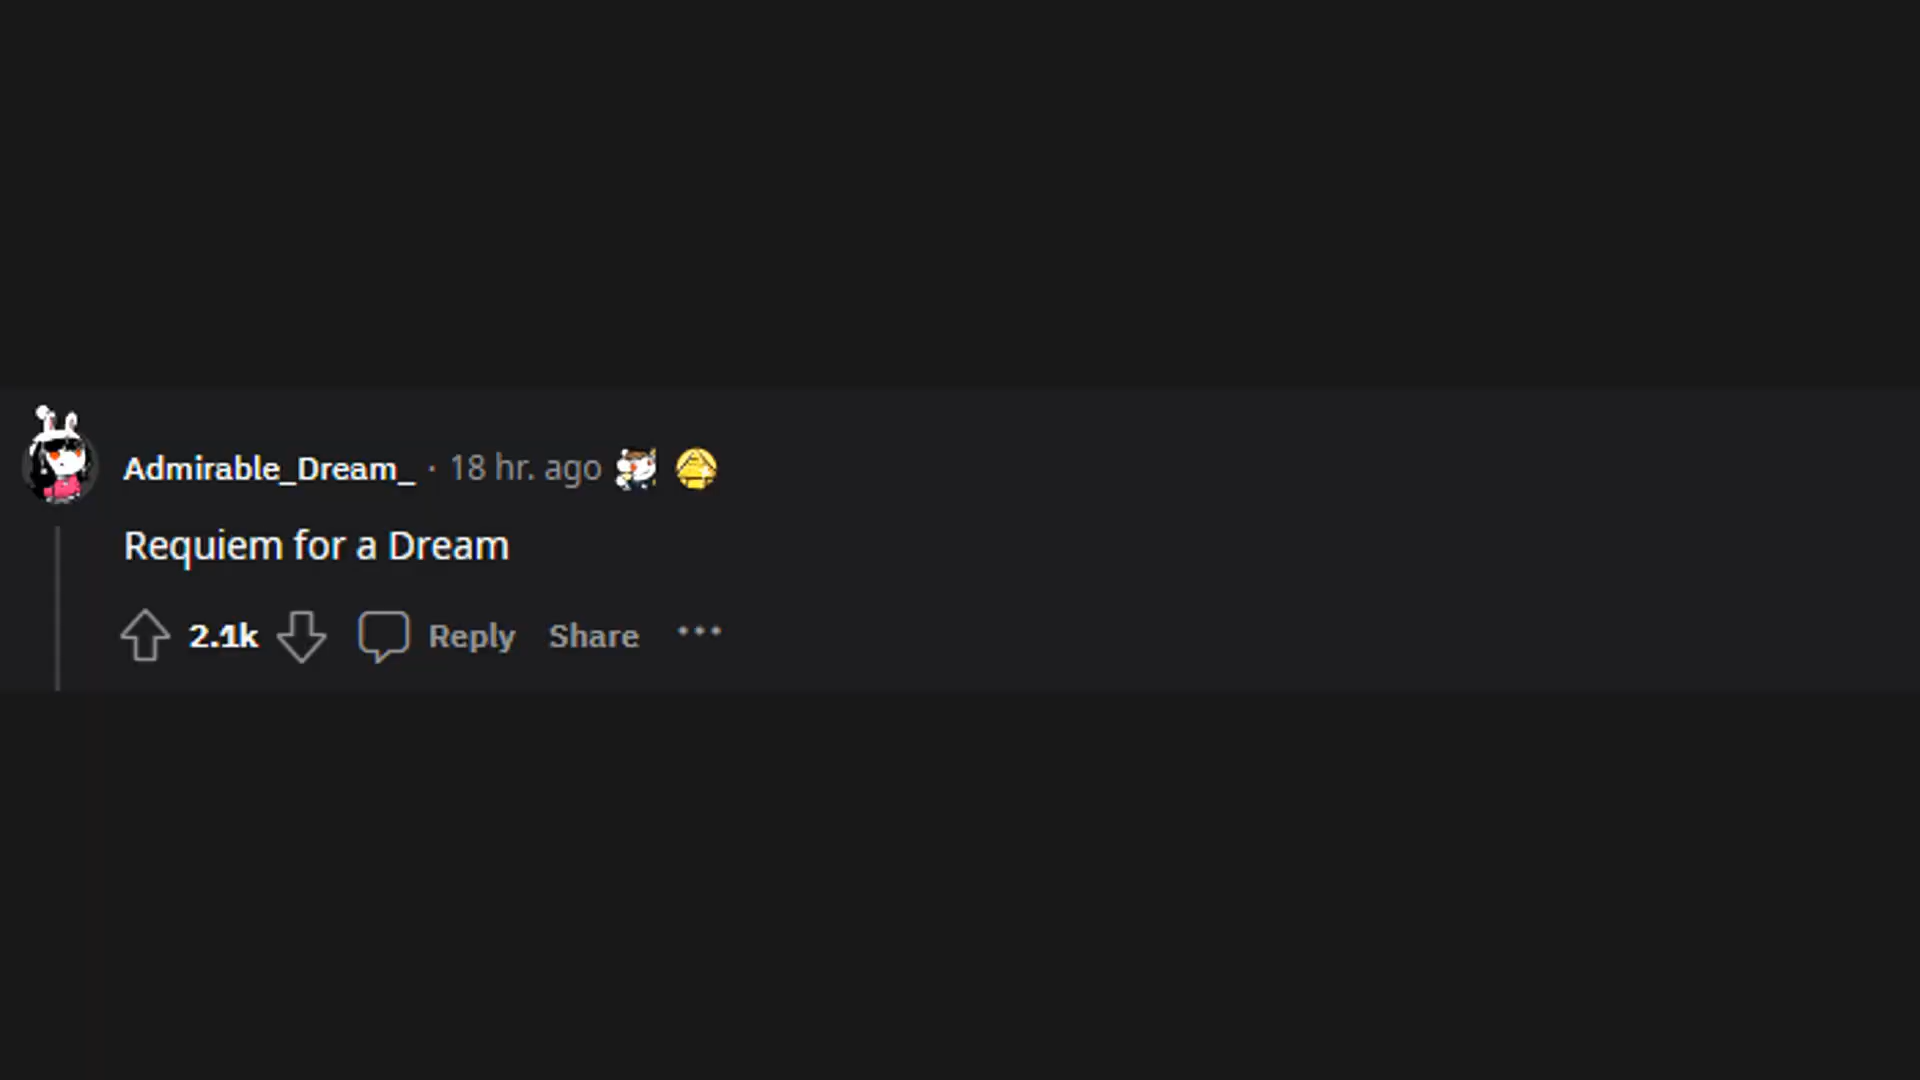 Admirable_Dream_ · 18 hr. ago
Requiem for a Dream
2.1k Reply Share ···